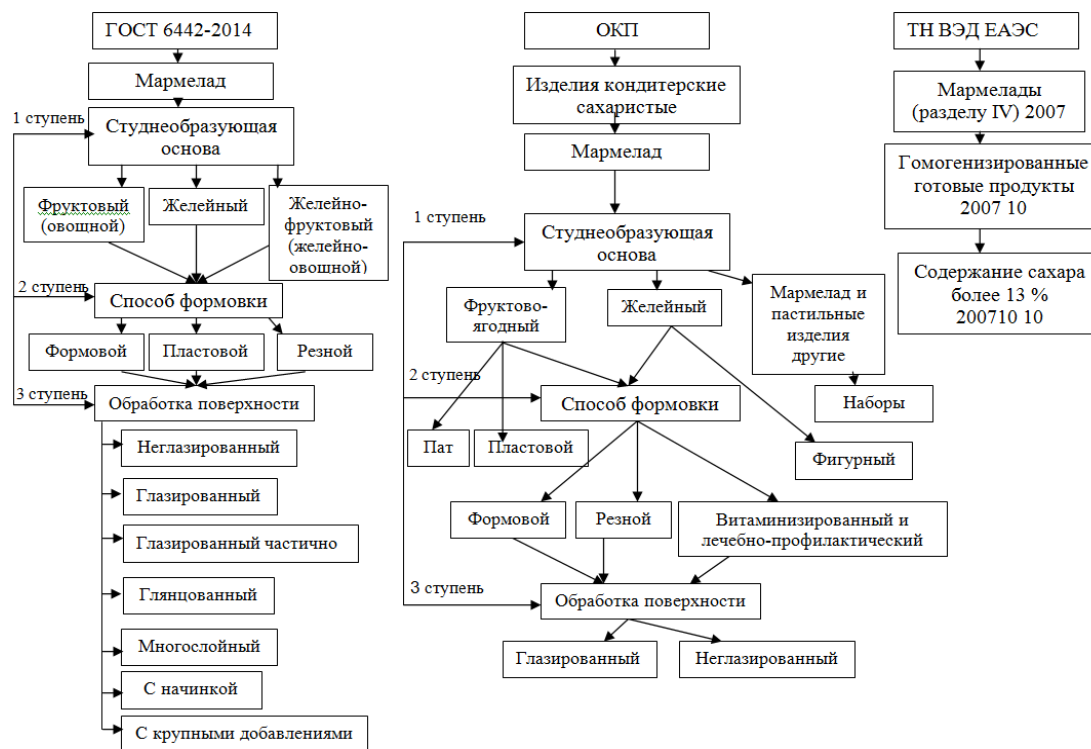 ГОСТ 6442-2014
Мармелад
1 ступень
Студнеобразующая
основа
Фруктовый
(овощной)
Желейный
Желейно-
фруктовый
(желейно-
овощной)
2 ступень
Способ формовки
Формовой
Пластовой
Резной
3 ступень
Обработка поверхности
Неглазированный
Глазированный
Глазированный частично
Глянцованный
Многослойный
С начинкой
С крупными добавлениями
ОКП
Изделия кондитерские
сахаристые
Мармелад
1 ступень
Студнеобразующая
основа
Фруктово-
ягодный
Желейный
Мармелад и
пастильные
изделия
другие
2 ступень
Способ формовки
Наборы
Пат
Пластовой
Фигурный
Формовой
Резной
Витаминизированный и
лечебно-профилактический
3 ступень
Обработка поверхности
Глазированный
Неглазированный
ТН ВЭД ЕАЭС
Мармелады
(разделу IV) 2007
Гомогенизированные
готовые продукты
2007 10
Содержание сахара
более 13 %
200710 10